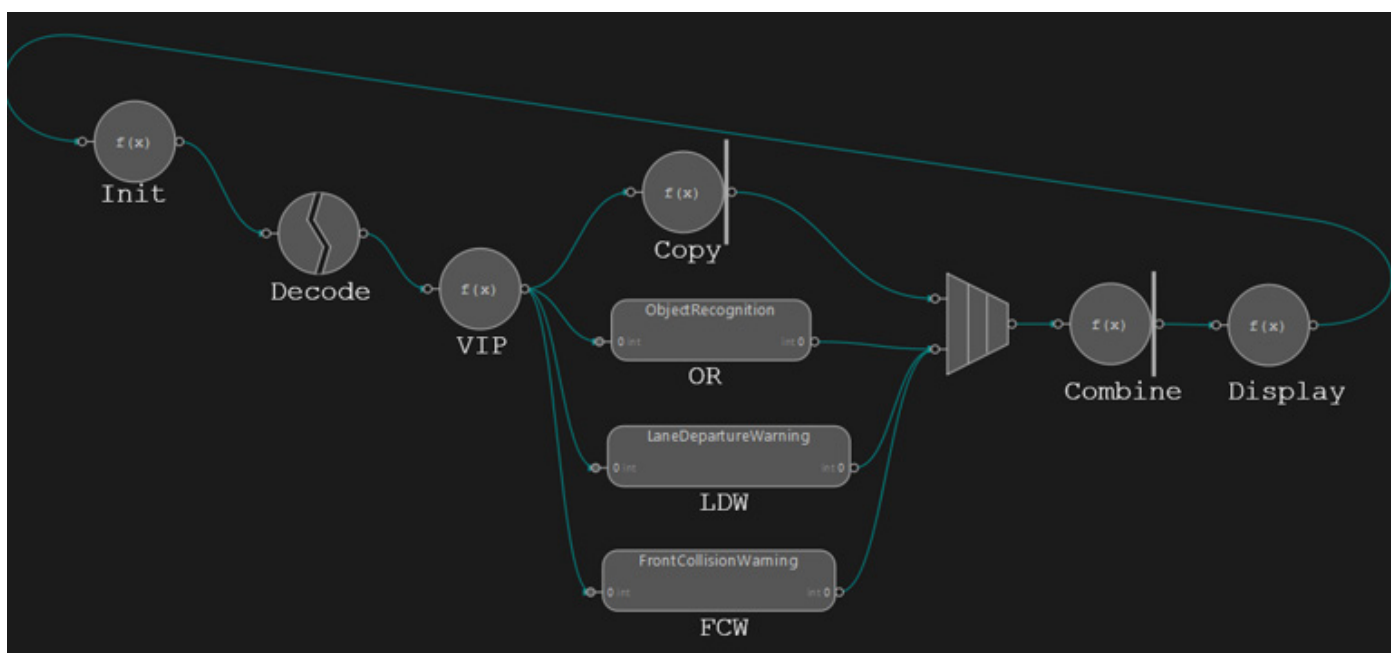 f(x)
Init
Decode
f(x)
VIP
f(x)
Copy
ObjectRecognition
0 int
int 0
OR
LaneDepartureWarning
0 int
int 0
LDW
FrontCollisionWarning
0 int
int 0
FCW
f(x)
Combine
f(x)
Display